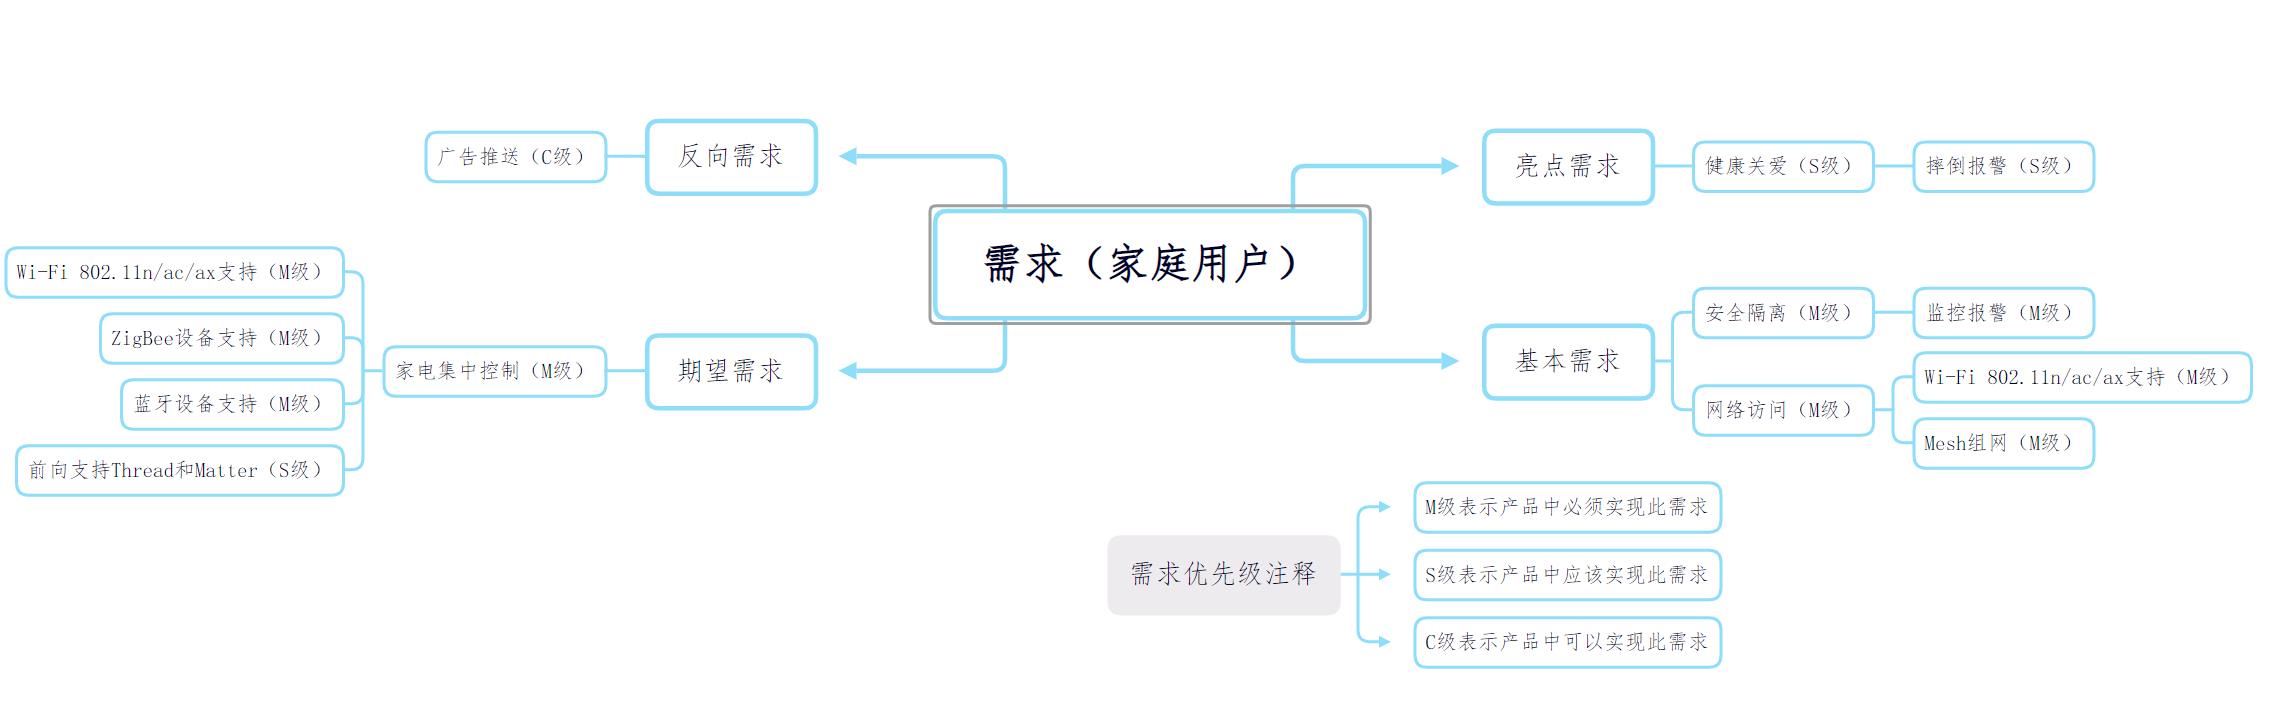 需求（家庭用户）
反向需求
广告推送（C级）
期望需求
家电集中控制（M级）
Wi-Fi 802.11n/ac/ax支持（M级）
ZigBee设备支持（M级）
蓝牙设备支持（M级）
前向支持Thread和Matter（S级）
亮点需求
健康关爱（S级）
摔倒报警（S级）
基本需求
安全隔离（M级）
监控报警（M级）
网络访问（M级）
Wi-Fi 802.11n/ac/ax支持（M级）
Mesh组网（M级）
需求优先级注释
M级表示产品中必须实现此需求
S级表示产品中应该实现此需求
C级表示产品中可以实现此需求